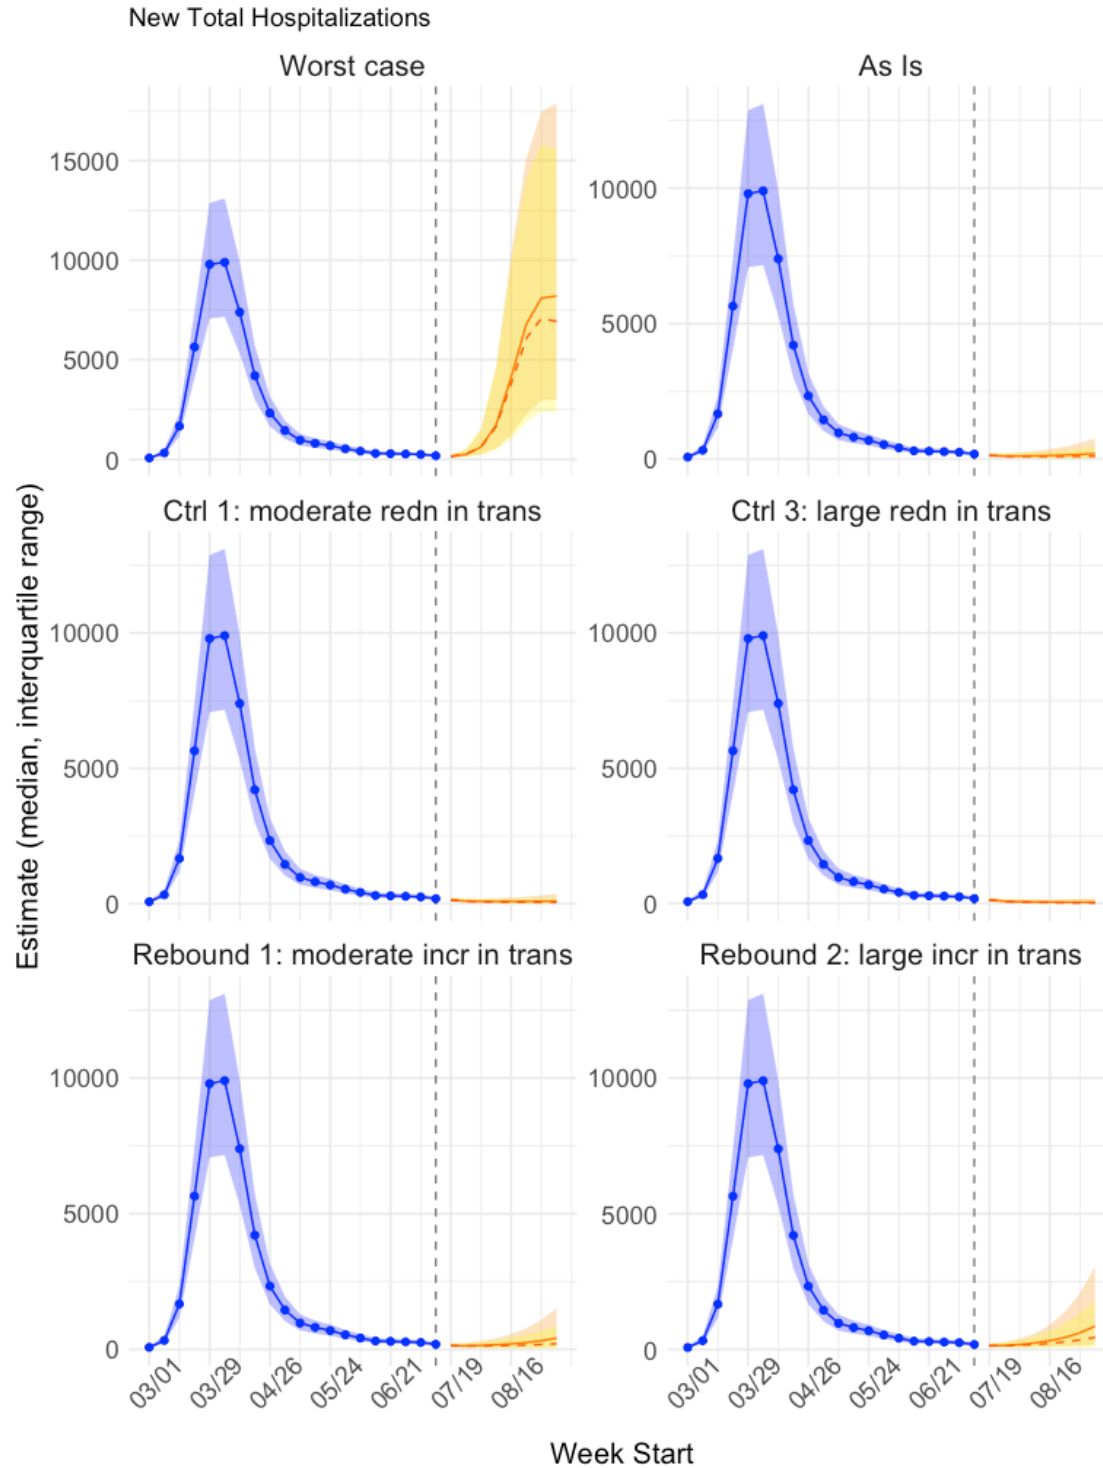 New Total Hospitalizations
Worst case
As Is
15000
10000
5000
0
10000
5000
0
Estimate (median, interquartile range)
Ctrl 1: moderate redn in trans
Ctrl 3: large redn in trans
10000
5000
0
10000
5000
0
Rebound 1: moderate incr in trans
Rebound 2: large incr in trans
10000
5000
0
10000
5000
0
03/01 03/29 04/26 05/24 06/21 07/19 08/16
03/01 03/29 04/26 05/24 06/21 07/19 08/16
Week Start